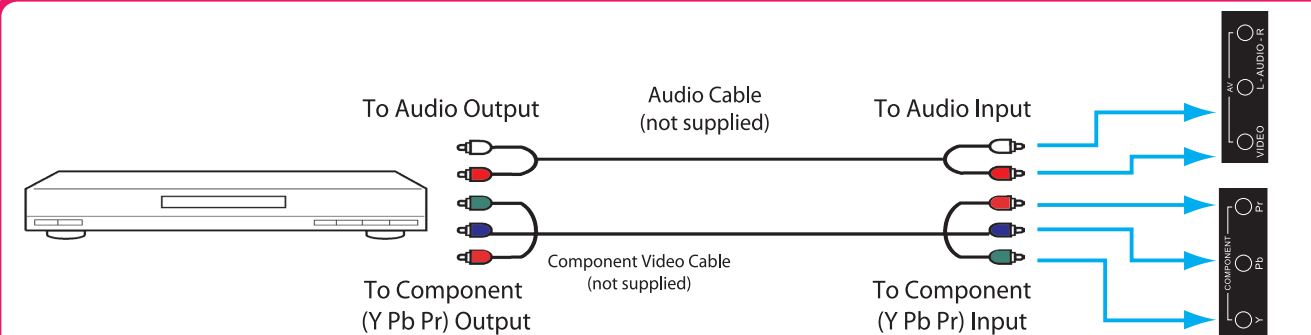 To Audio Output
Audio Cable
(not supplied)
To Audio Input
Component Video Cable
(not supplied)
To Component
(Y Pb Pr) Output
To Component
(Y Pb Pr) Input
AV
VIDEO
L - AUDIO - R
COMPONENT
Y
Pb
Pr